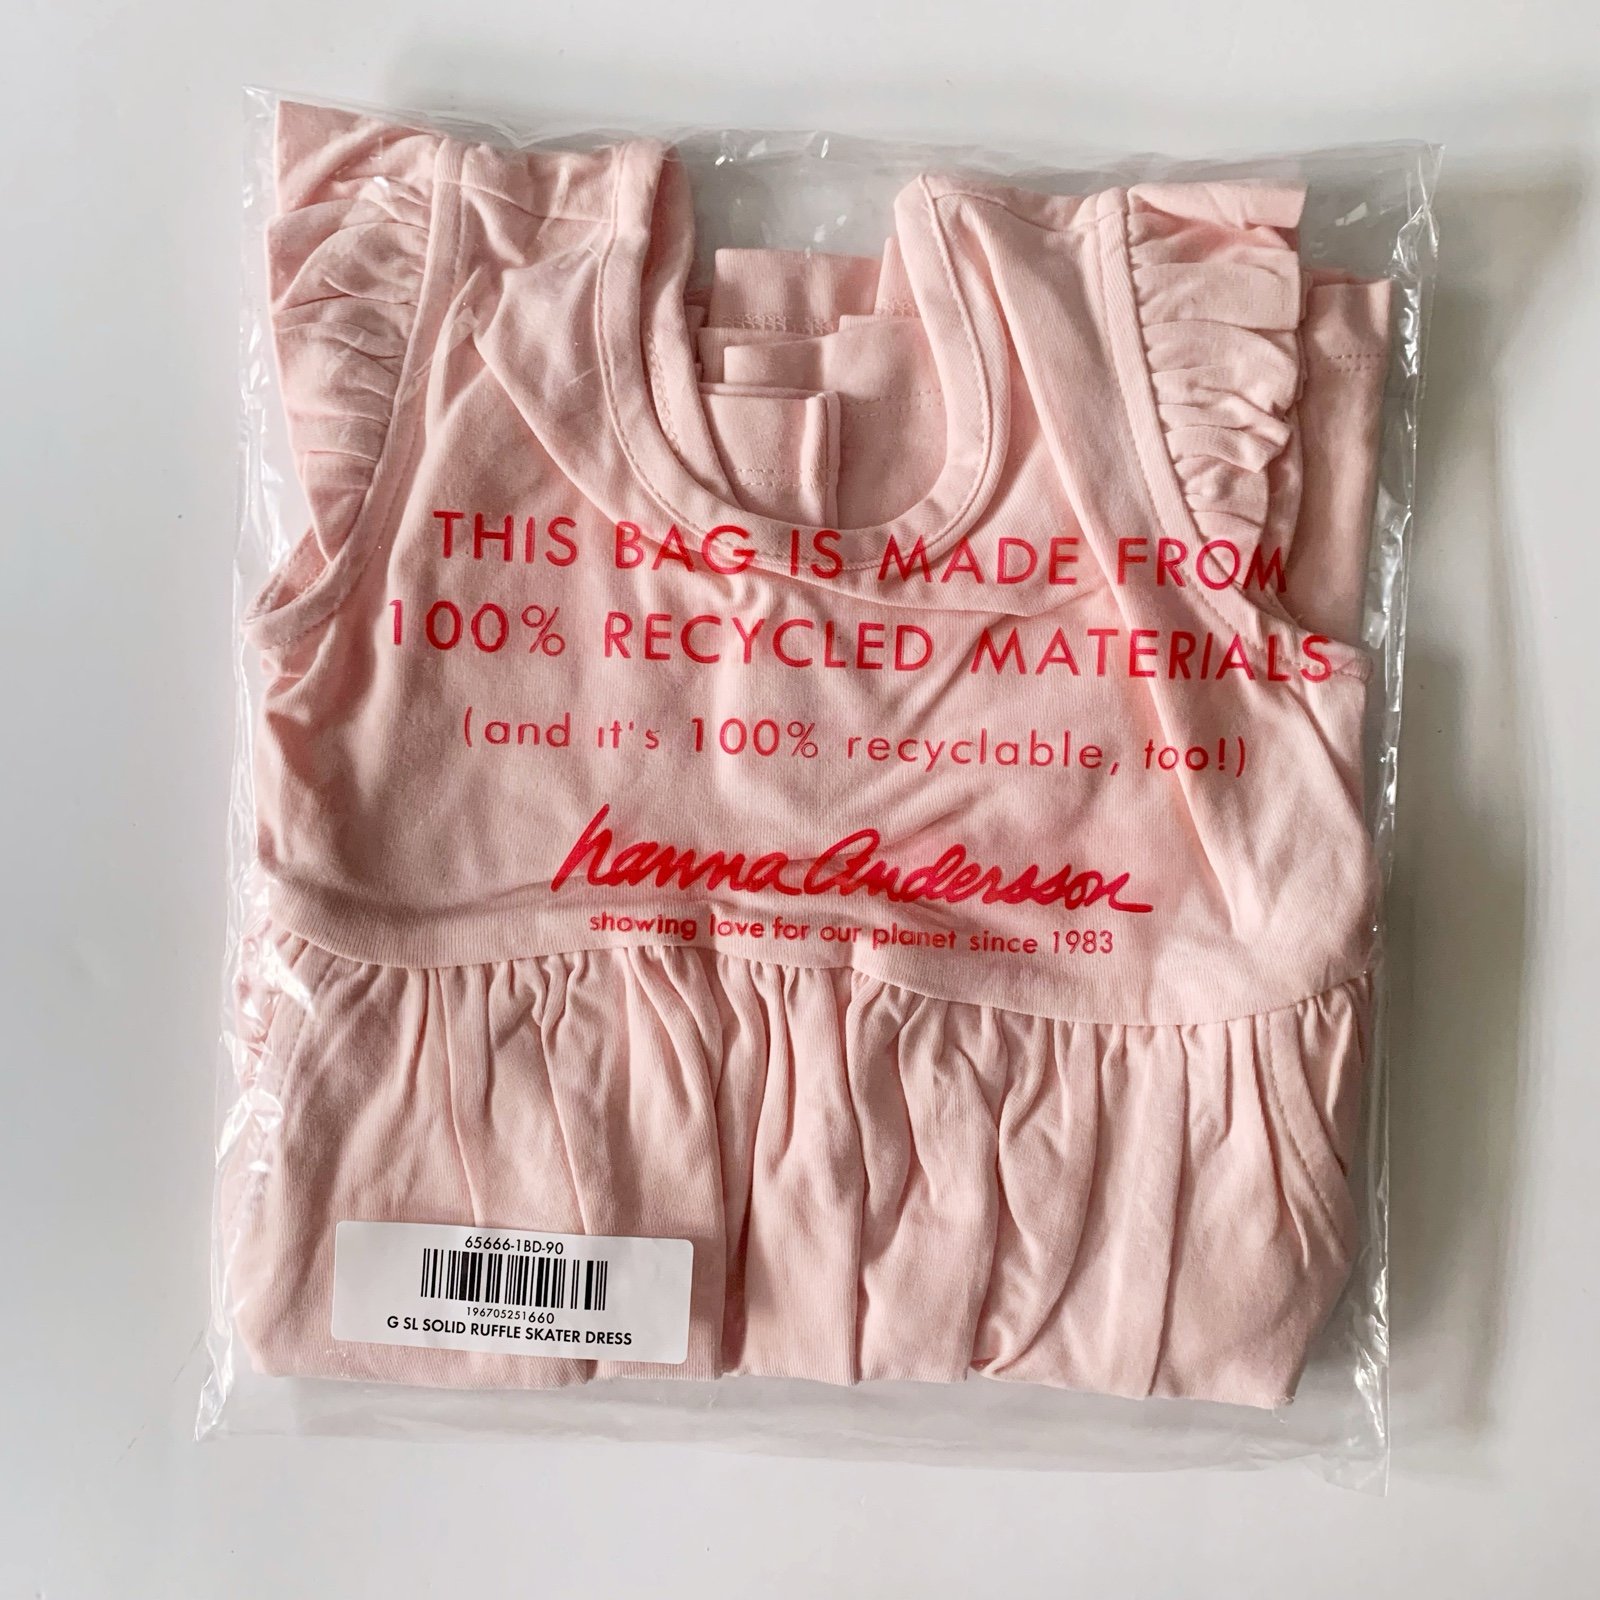 THIS BAG IS MADE FROM
100% RECYCLED MATERIALS
(and it's 100% recyclable, too!)
hanna Andersson
showing love for our planet since 1983
65666-1BD-90
196705251660
G SL SOLID RUFFLE SKATER DRESS